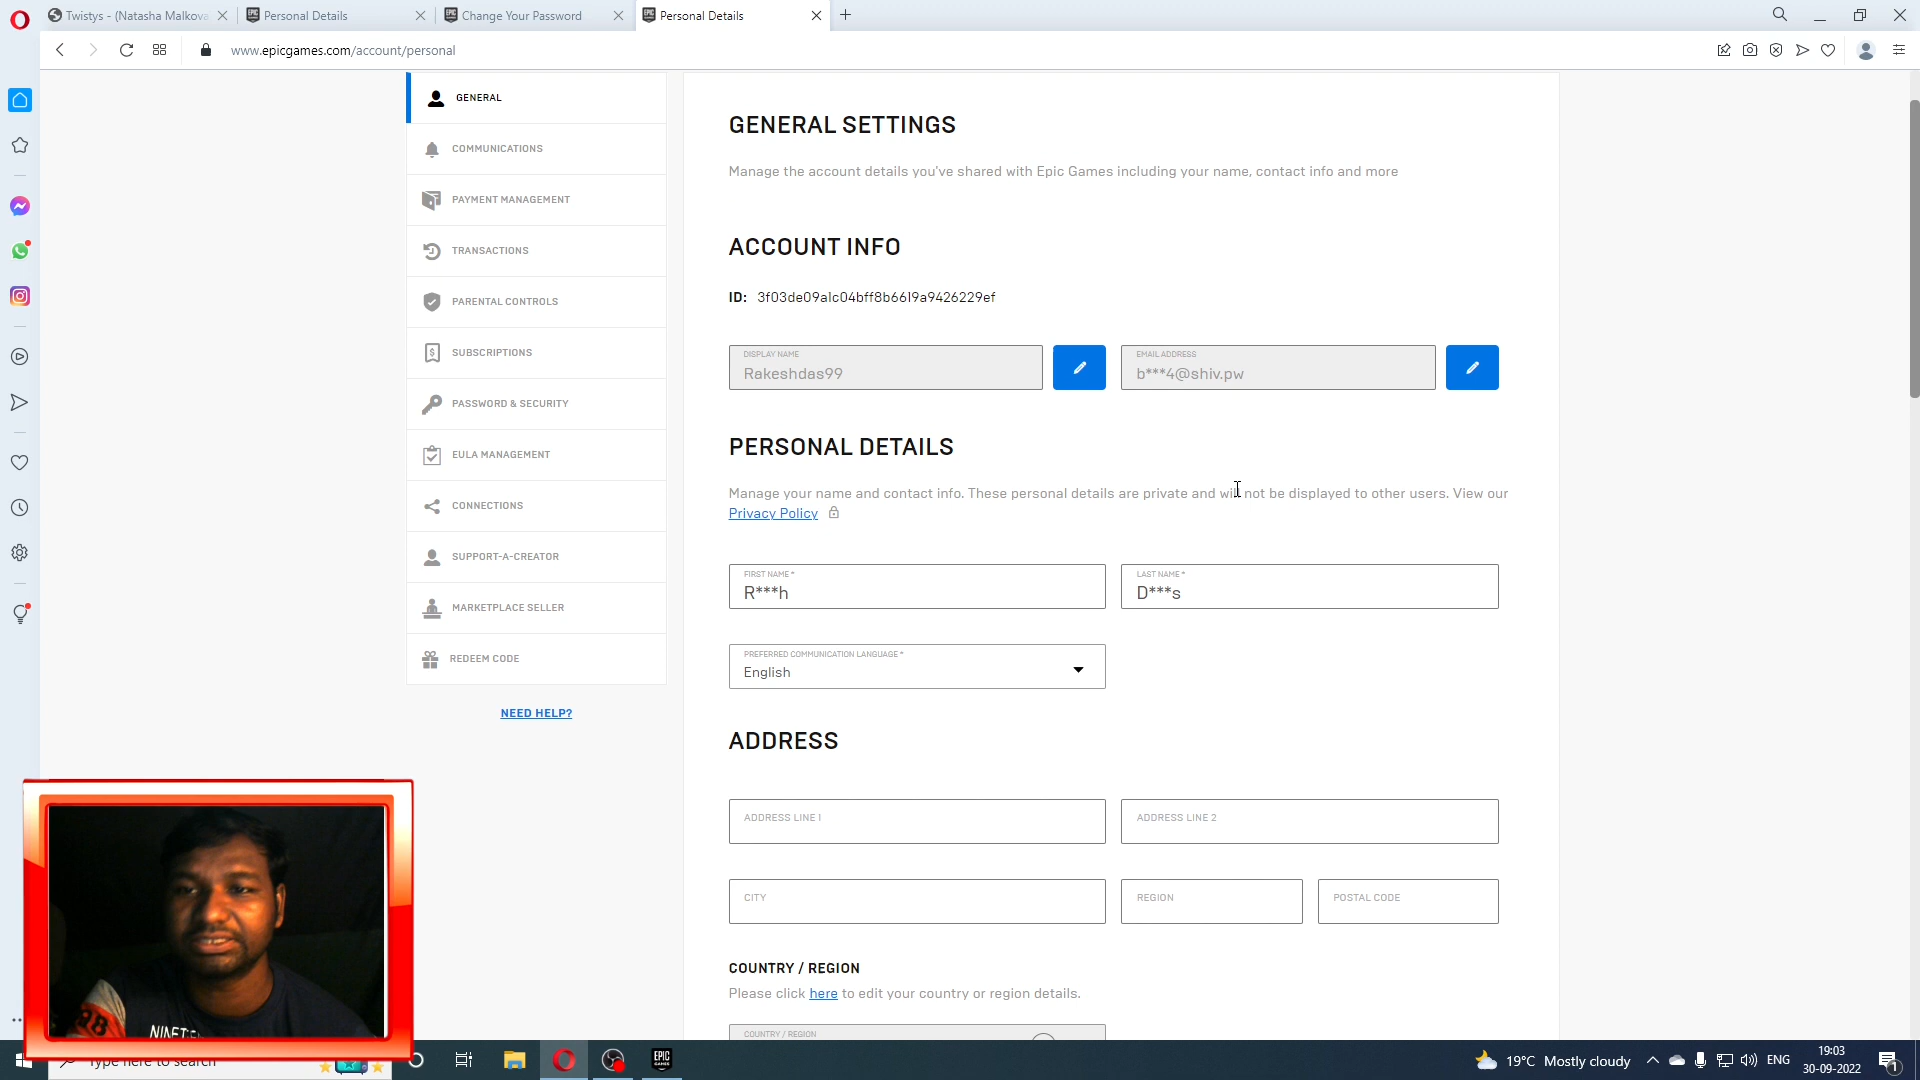 Twistys - (Natasha Malkova
Personal Details
Change Your Password
Personal Details
www.epicgames.com/account/personal
GENERAL
COMMUNICATIONS
PAYMENT MANAGEMENT
TRANSACTIONS
PARENTAL CONTROLS
SUBSCRIPTIONS
PASSWORD & SECURITY
EULA MANAGEMENT
CONNECTIONS
SUPPORT-A-CREATOR
MARKETPLACE SELLER
REDEEM CODE
NEED HELP?
GENERAL SETTINGS
Manage the account details you've shared with Epic Games including your name, contact info and more
ACCOUNT INFO
ID: 3f03de09a1c04bff8b6619a9426229ef
DISPLAY NAME
Rakeshdas99
EMAIL ADDRESS
b***4@shiv.pw
PERSONAL DETAILS
Manage your name and contact info. These personal details are private and will not be displayed to other users. View our
Privacy Policy
FIRST NAME *
R***h
LAST NAME *
D***s
PREFERRED COMMUNICATION LANGUAGE *
English
ADDRESS
ADDRESS LINE 1
ADDRESS LINE 2
CITY
REGION
POSTAL CODE
COUNTRY / REGION
Please click here to edit your country or region details.
COUNTRY / REGION
Type here to search
EPIC
GAMES
19°C Mostly cloudy
ENG
19:03
30-09-2022
1